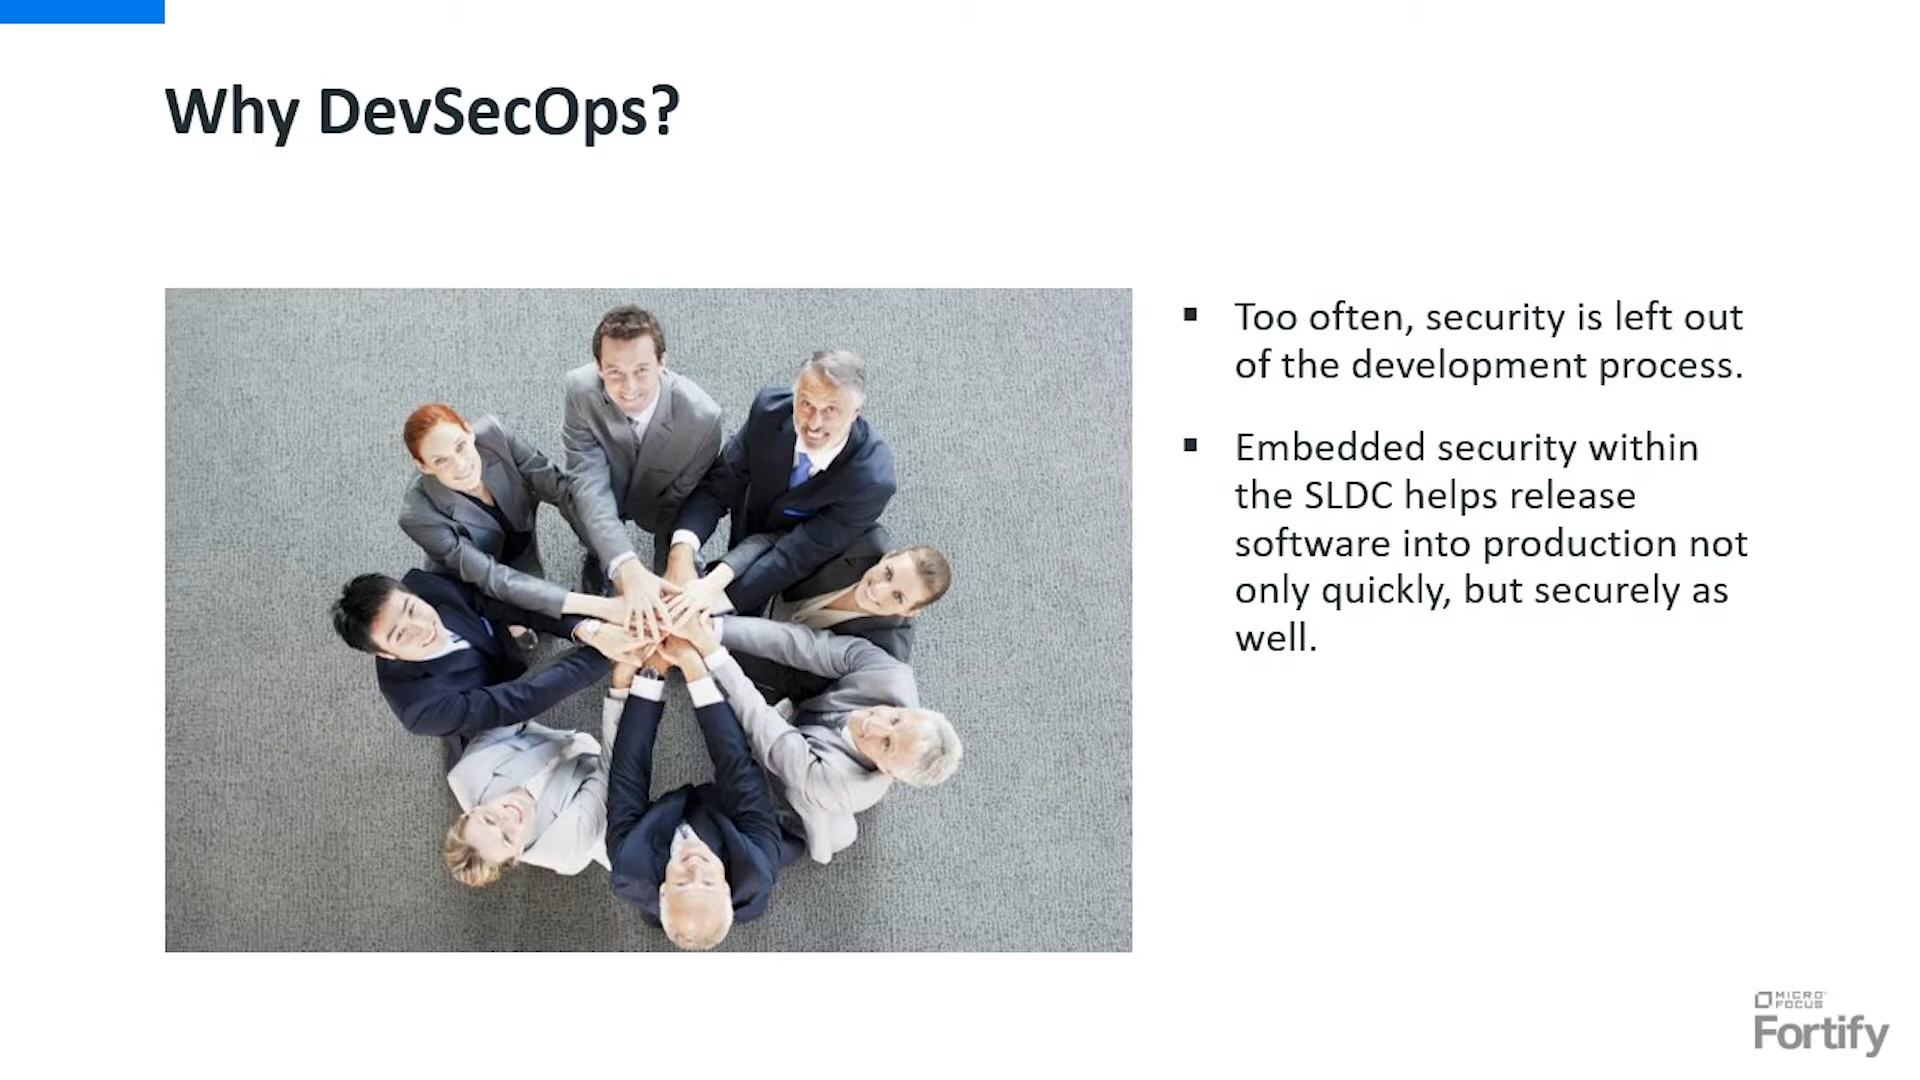 Why DevSecOps?
▪ Too often, security is left out
of the development process.
▪ Embedded security within
the SLDC helps release
software into production not
only quickly, but securely as
well.
MICRO
FOCUS
Fortify